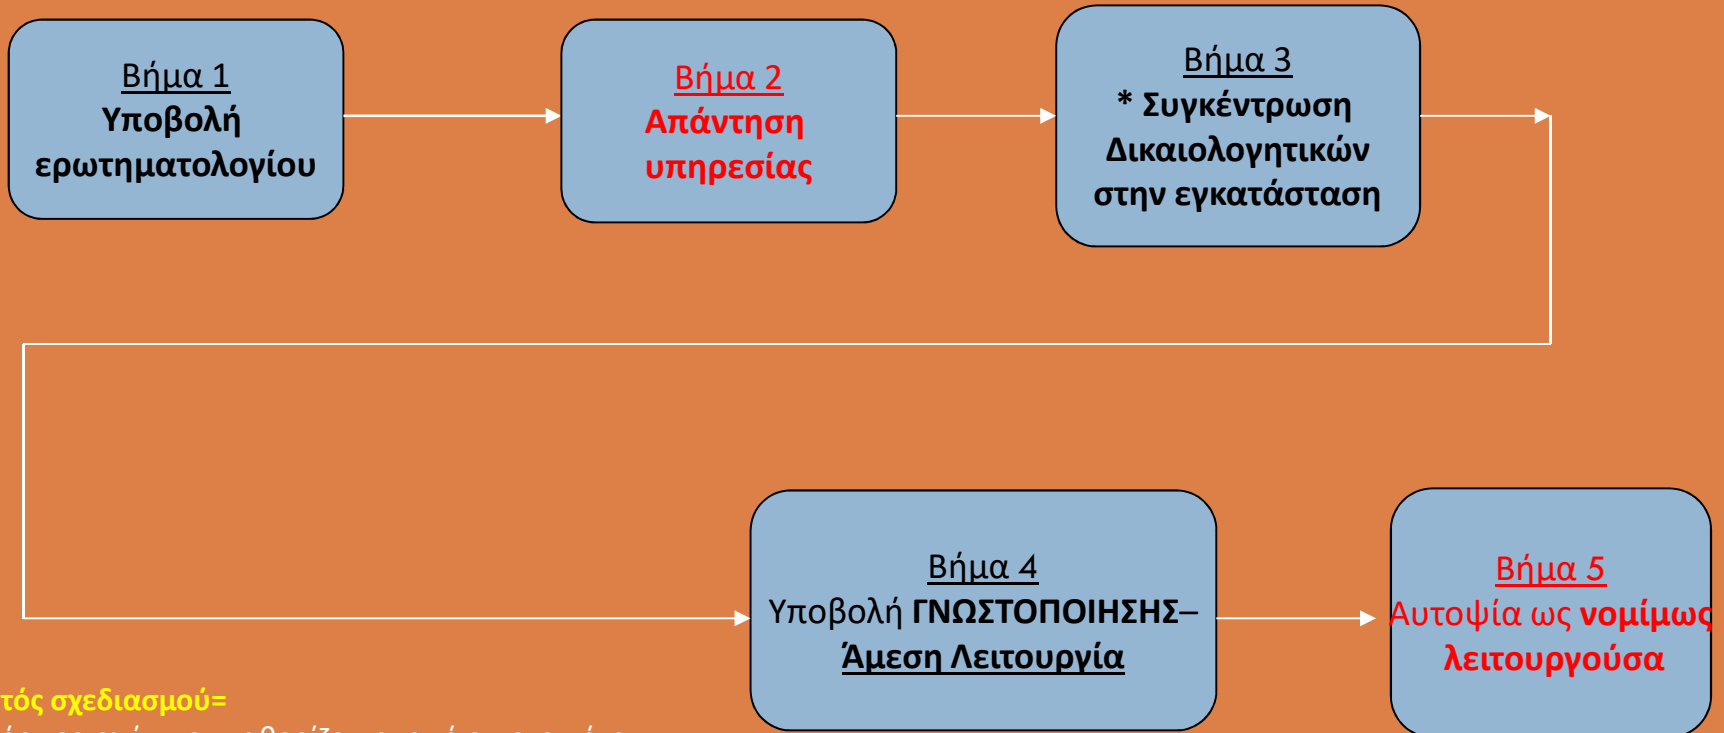 Βήμα 1
Υποβολή
ερωτηματολογίου
Βήμα 2
Απάντηση
υπηρεσίας
Βήμα 3
* Συγκέντρωση
Δικαιολογητικών
στην εγκατάσταση
Βήμα 4
Υποβολή ΓΝΩΣΤΟΠΟΙΗΣΗΣ–
Άμεση Λειτουργία
Βήμα 5
Αυτοψία ως νομίμως
λειτουργούσα
τός σχεδιασμού=